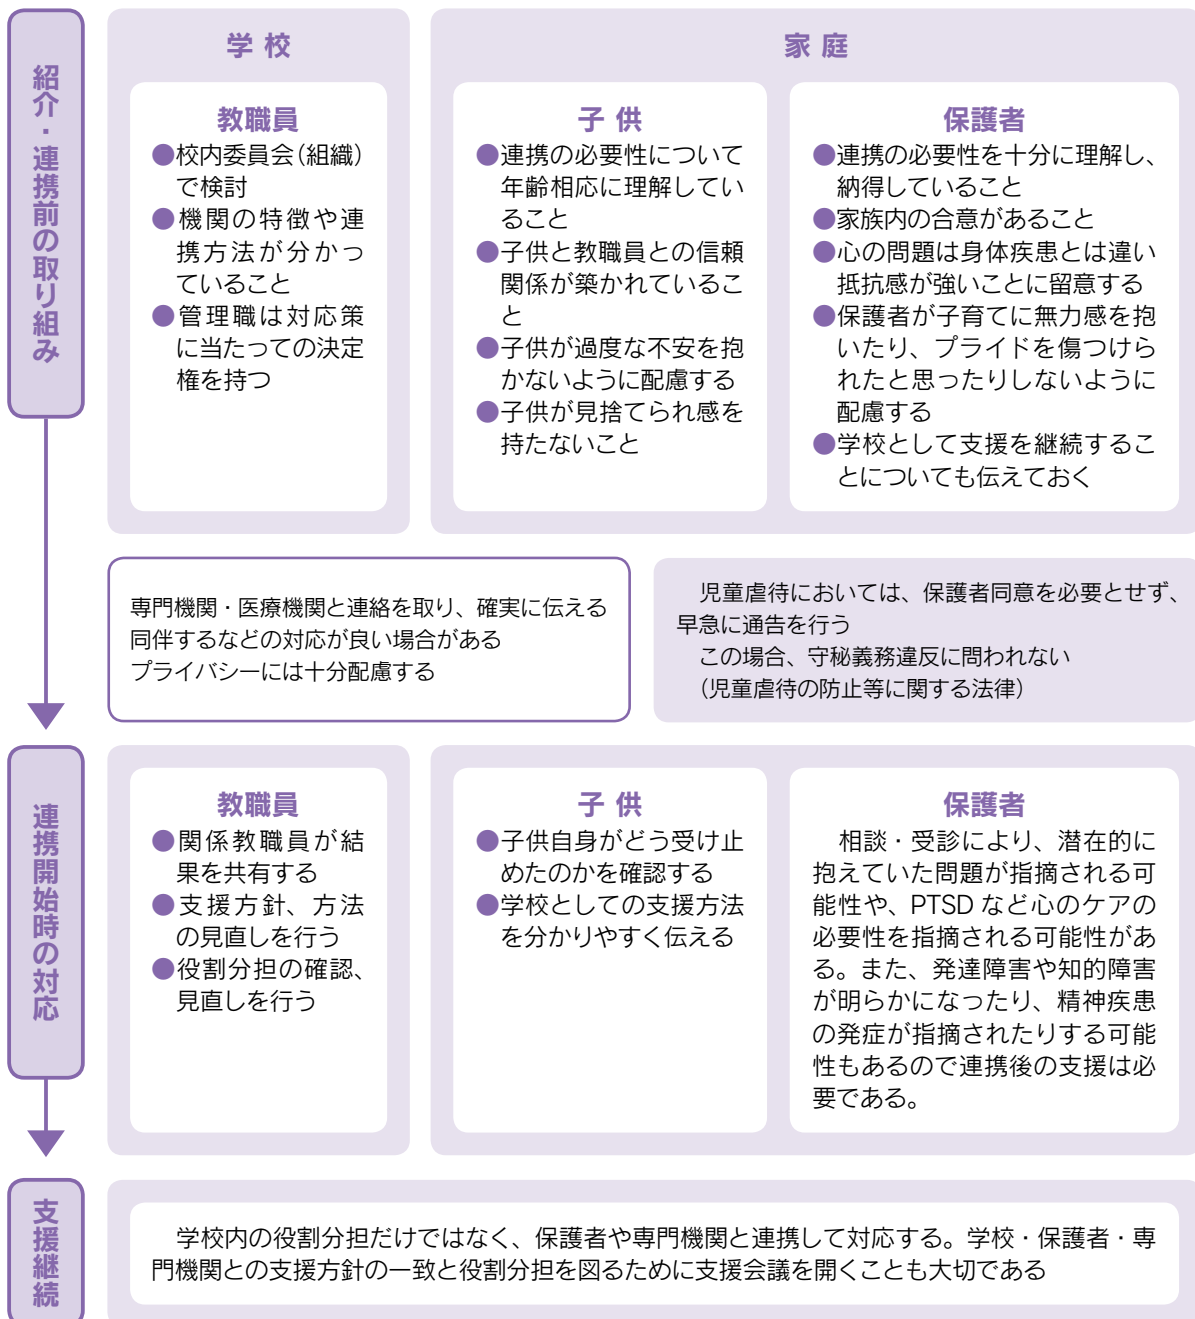 紹介・連携前の取り組み
学校
教職員
●校内委員会（組織）
で検討
●機関の特徴や連
携方法が分かっ
ていること
●管理職は対応策
に当たっての決定
権を持つ
家庭
子供
●連携の必要性について
年齢相応に理解してい
ること
●子供と教職員との信頼
関係が築かれているこ
と
●子供が過度な不安を抱
かないように配慮する
●子供が見捨てられ感を
持たないこと
保護者
●連携の必要性を十分に理解し、
納得していること
●家族内の合意があること
●心の問題は身体疾患とは違い
抵抗感が強いことに留意する
●保護者が子育てに無力感を抱
いたり、プライドを傷つけら
れたと思ったりしないように
配慮する
●学校として支援を継続するこ
とについても伝えておく
専門機関・医療機関と連絡を取り、確実に伝える
同伴するなどの対応が良い場合がある
プライバシーには十分配慮する
児童虐待においては、保護者同意を必要とせず、
早急に通告を行う
この場合、守秘義務違反に問われない
（児童虐待の防止等に関する法律）
連携開始時の対応
教職員
●関係教職員が結
果を共有する
●支援方針、方法
の見直しを行う
●役割分担の確認、
見直しを行う
子供
●子供自身がどう受け止
めたのかを確認する
●学校としての支援方法
を分かりやすく伝える
保護者
相談・受診により、潜在的に
抱えていた問題が指摘される可
能性や、PTSD など心のケアの
必要性を指摘される可能性があ
る。また、発達障害や知的障害
が明らかになったり、精神疾患
の発症が指摘されたりする可能
性もあるので連携後の支援は必
要である。
支援継続
学校内の役割分担だけではなく、保護者や専門機関と連携して対応する。学校・保護者・専
門機関との支援方針の一致と役割分担を図るために支援会議を開くことも大切である